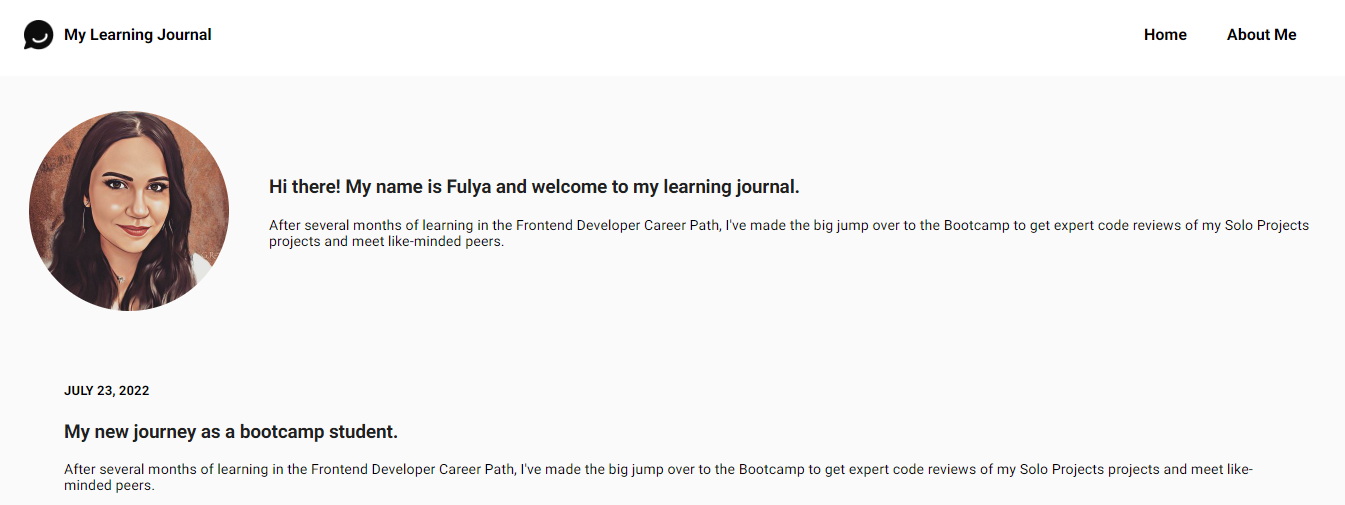 My Learning Journal
Home
About Me
Hi there! My name is Fulya and welcome to my learning journal.
After several months of learning in the Frontend Developer Career Path, I've made the big jump over to the Bootcamp to get expert code reviews of my Solo Projects
projects and meet like-minded peers.
JULY 23, 2022
My new journey as a bootcamp student.
After several months of learning in the Frontend Developer Career Path, I've made the big jump over to the Bootcamp to get expert code reviews of my Solo Projects projects and meet like-
minded peers.